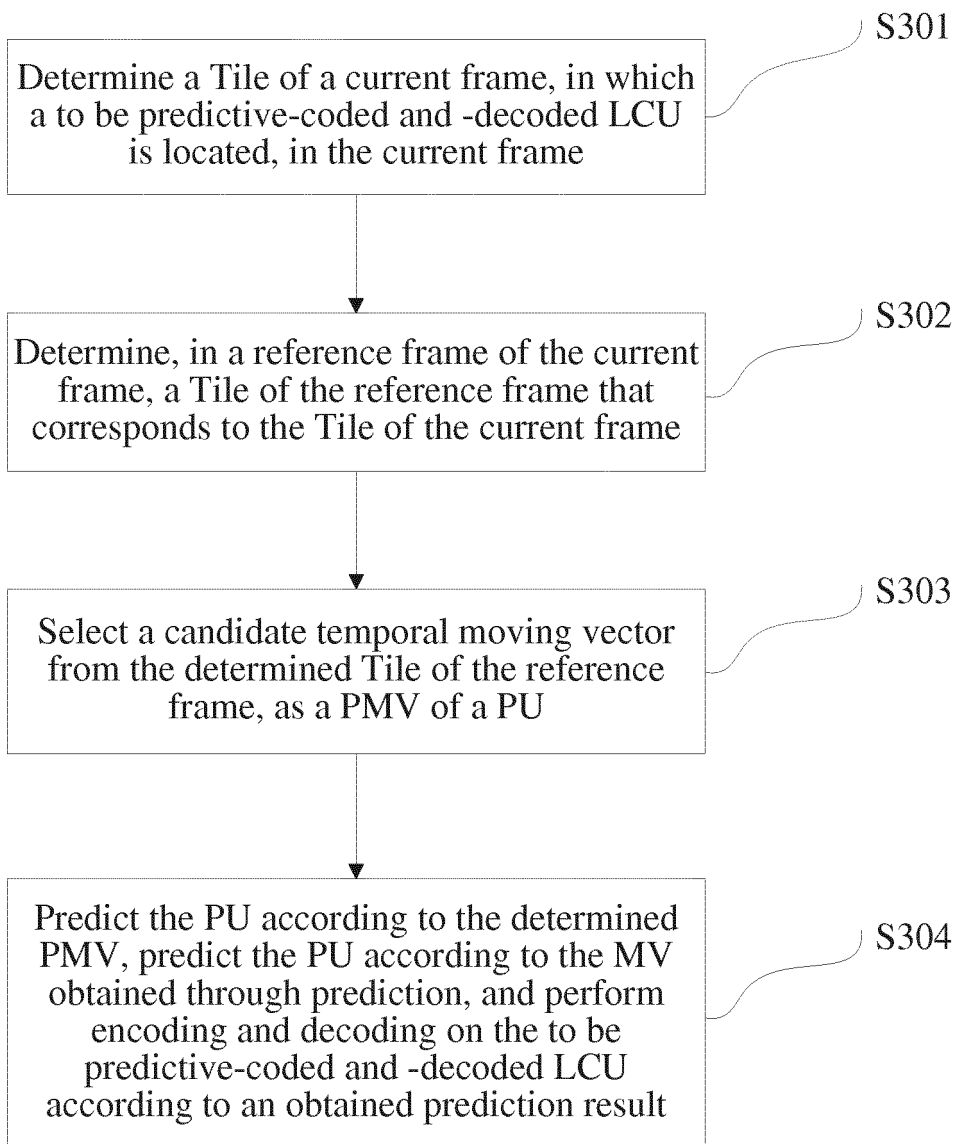 S301
Determine a Tile of a current frame, in which
a to be predictive-coded and -decoded LCU
is located, in the current frame
S302
Determine, in a reference frame of the current
frame, a Tile of the reference frame that
corresponds to the Tile of the current frame
S303
Select a candidate temporal moving vector
from the determined Tile of the reference
frame, as a PMV of a PU
S304
Predict the PU according to the determined
PMV, predict the PU according to the MV
obtained through prediction, and perform
encoding and decoding on the to be
predictive-coded and -decoded LCU
according to an obtained prediction result